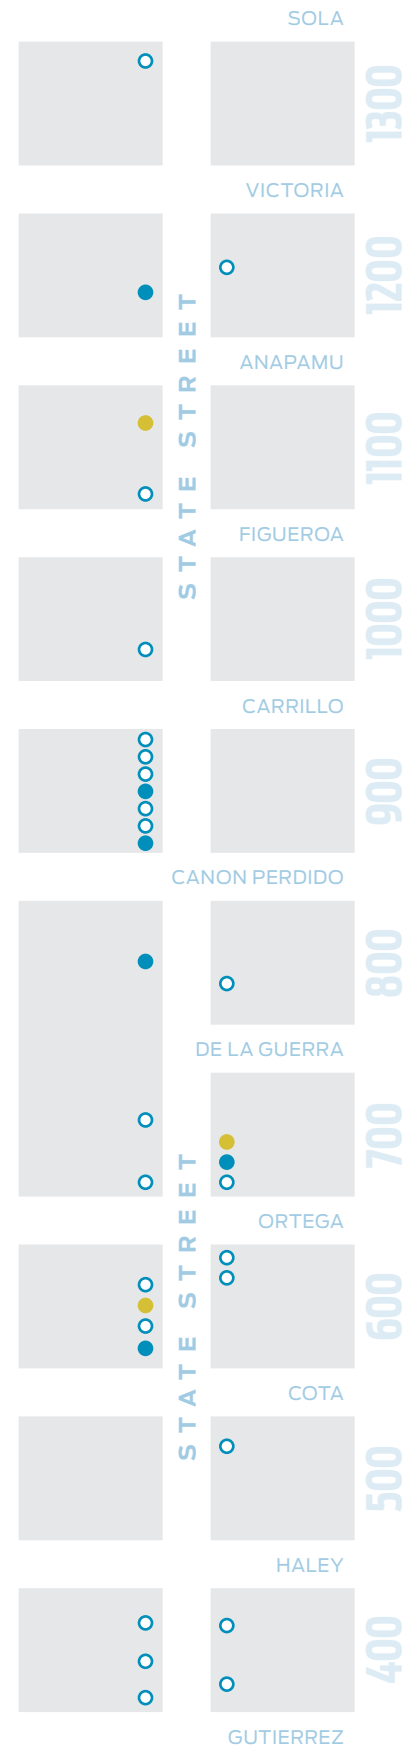 SOLA
1300
VICTORIA
1200
STATE STREET
ANAPAMU
1100
FIGUEROA
1000
CARRILLO
900
CANON PERDIDO
800
DE LA GUERRA
700
STATE STREET
ORTEGA
600
COTA
500
HALEY
400
GUTIERREZ